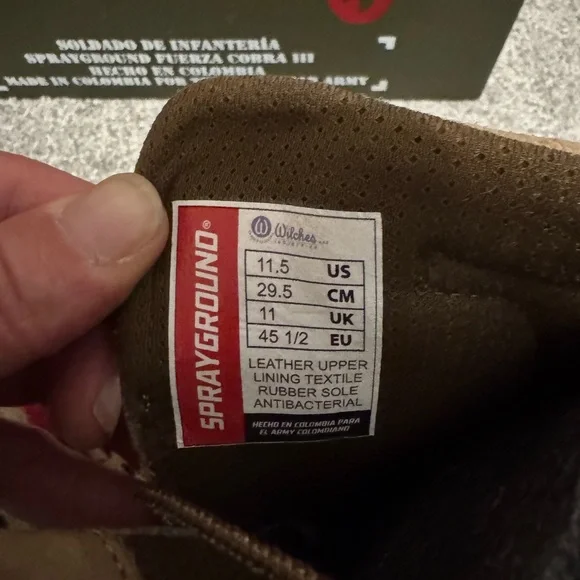 SOLDADO DE INFANTERÍA
SPRAYGROUND FUERZA COBRA III
HECHO EN COLOMBIA
MADE IN COLOMBIA FOR ARMY
SPRAYGROUND®
Wilches
11.5 US
29.5 CM
11 UK
45 1/2 EU
LEATHER UPPER
LINING TEXTILE
RUBBER SOLE
ANTIBACTERIAL
HECHO EN COLOMBIA PARA
EL ARMY COLOMBIANO